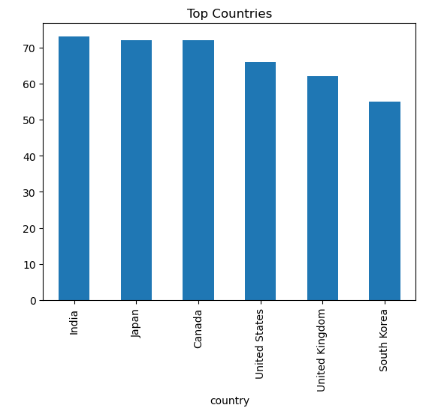 Top Countries
70
60
50
40
30
20
10
0
India
Japan
Canada
United States
United Kingdom
South Korea
country